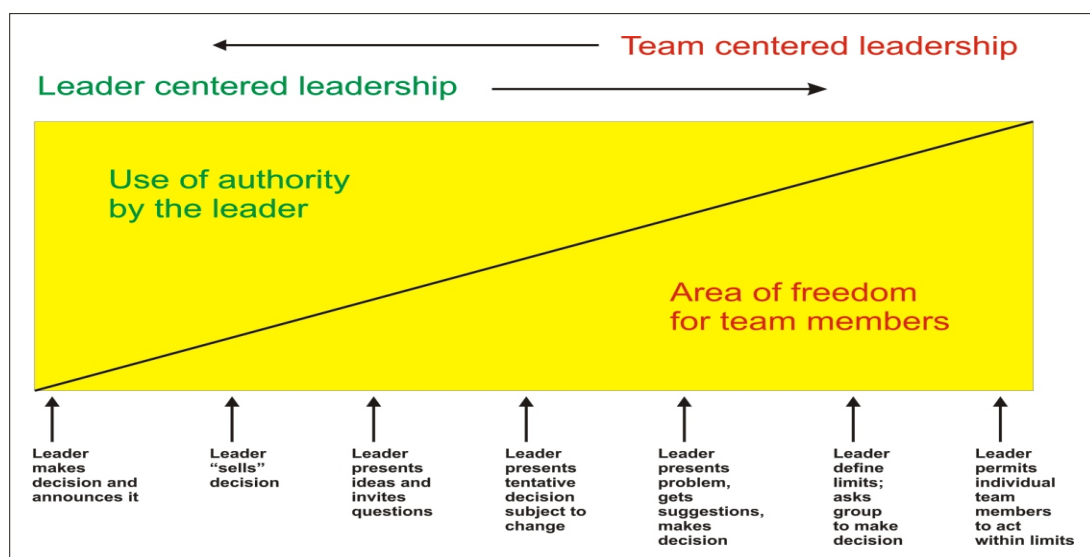 Team centered leadership
Leader centered leadership
Use of authority
by the leader
Area of freedom
for team members
Leader
makes
decision and
announces it
Leader
“sells”
decision
Leader
presents
ideas and
invites
questions
Leader
presents
tentative
decision
subject to
change
Leader
presents
problem,
gets
suggestions,
makes
decision
Leader
define
limits;
asks
group
to make
decision
Leader
permits
individual
team
members
to act
within limits